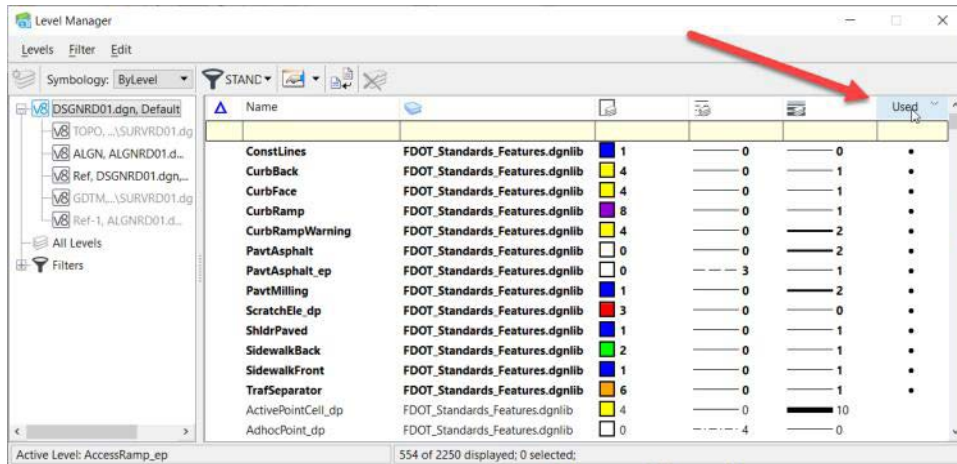 Level Manager
Levels Filter Edit
Symbology: ByLevel STANC
DSGNRD01.dgn, Default
TOPO, ...\SURVRD01.dg
ALGN, ALGNRD01.d...
Ref, DSGNRD01.dgn,...
GDTM,...\SURVRD01.dg
Ref-1, ALGNRD01.d...
All Levels
Filters
Name Used
ConstLines FDOT_Standards_Features.dgnlib 1 0 0
CurbBack FDOT_Standards_Features.dgnlib 4 0 1
CurbFace FDOT_Standards_Features.dgnlib 4 0 1
CurbRamp FDOT_Standards_Features.dgnlib 8 0 1
CurbRampWarning FDOT_Standards_Features.dgnlib 4 0 2
PavtAsphalt FDOT_Standards_Features.dgnlib 0 0 2
PavtAsphalt_ep FDOT_Standards_Features.dgnlib 0 3 1
PavtMilling FDOT_Standards_Features.dgnlib 1 0 2
ScratchEle_dp FDOT_Standards_Features.dgnlib 3 0 0
ShldrPaved FDOT_Standards_Features.dgnlib 1 0 1
SidewalkBack FDOT_Standards_Features.dgnlib 2 0 1
SidewalkFront FDOT_Standards_Features.dgnlib 1 0 1
TrafSeparator FDOT_Standards_Features.dgnlib 6 0 1
ActivePointCell_dp FDOT_Standards_Features.dgnlib 4 0 10
AdhocPoint_dp FDOT_Standards_Features.dgnlib 0 4 0
Active Level: AccessRamp_ep 554 of 2250 displayed; 0 selected;